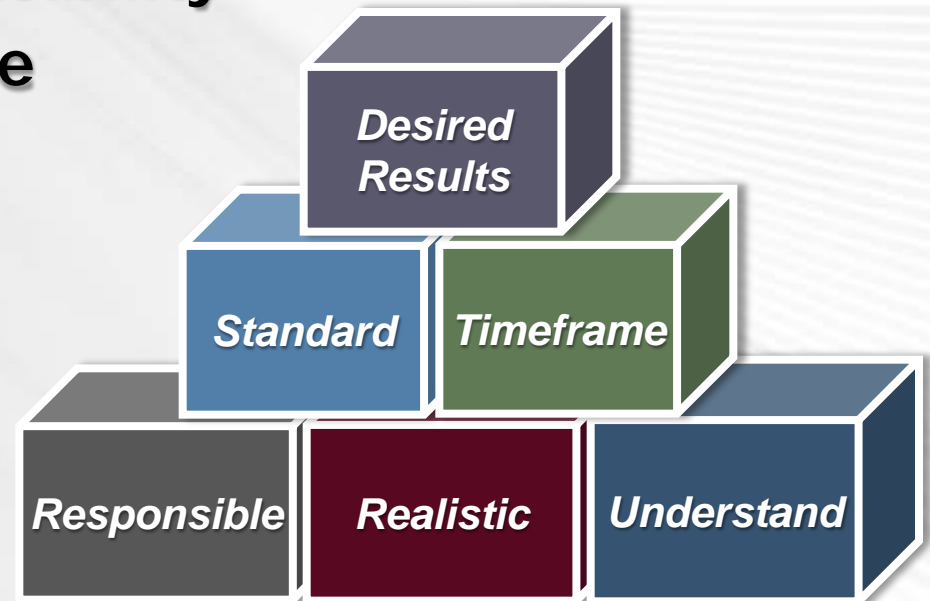 Desired
Results
Standard
Timeframe
Responsible
Realistic
Understand